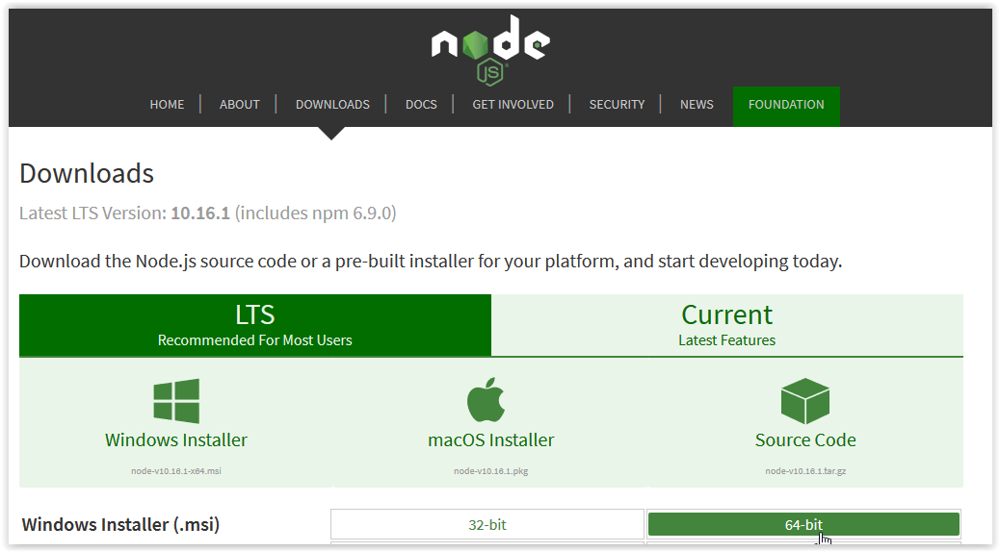 node
JS
HOME ABOUT DOWNLOADS DOCS GET INVOLVED SECURITY NEWS FOUNDATION
Downloads
Latest LTS Version: 10.16.1 (includes npm 6.9.0)
Download the Node.js source code or a pre-built installer for your platform, and start developing today.
LTS Current
Recommended For Most Users Latest Features
Windows Installer macOS Installer Source Code
node-v10.16.1-x64.msi node-v10.16.1.pkg node-v10.16.1.tar.gz
Windows Installer (.msi) 32-bit 64-bit